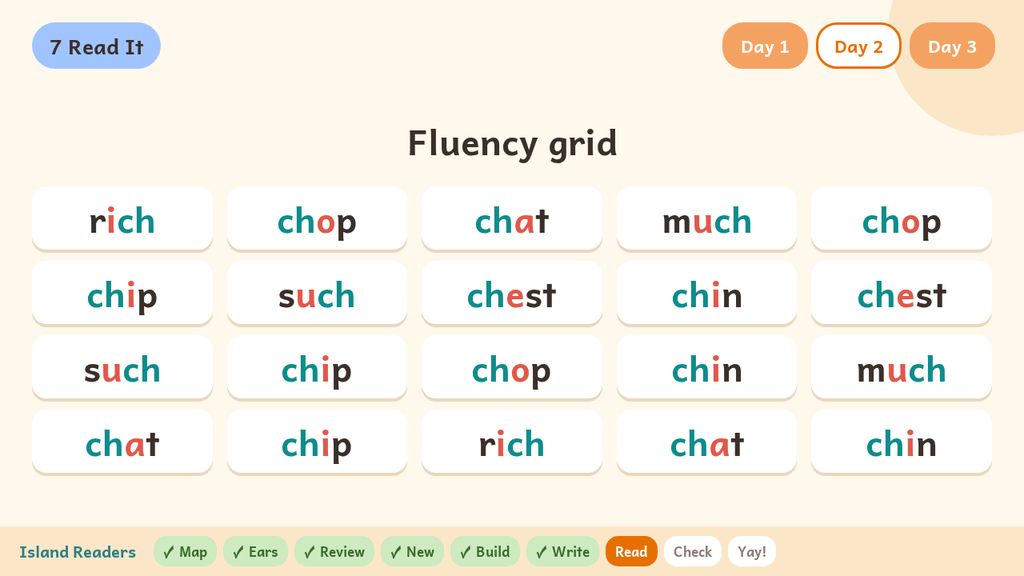 7 Read It
Day 1 Day 2 Day 3
Fluency grid
rich chop chat much chop
chip such chest chin chest
such chip chop chin much
chat chip rich chat chin
Island Readers ✓ Map ✓ Ears ✓ Review ✓ New ✓ Build ✓ Write Read Check Yay!